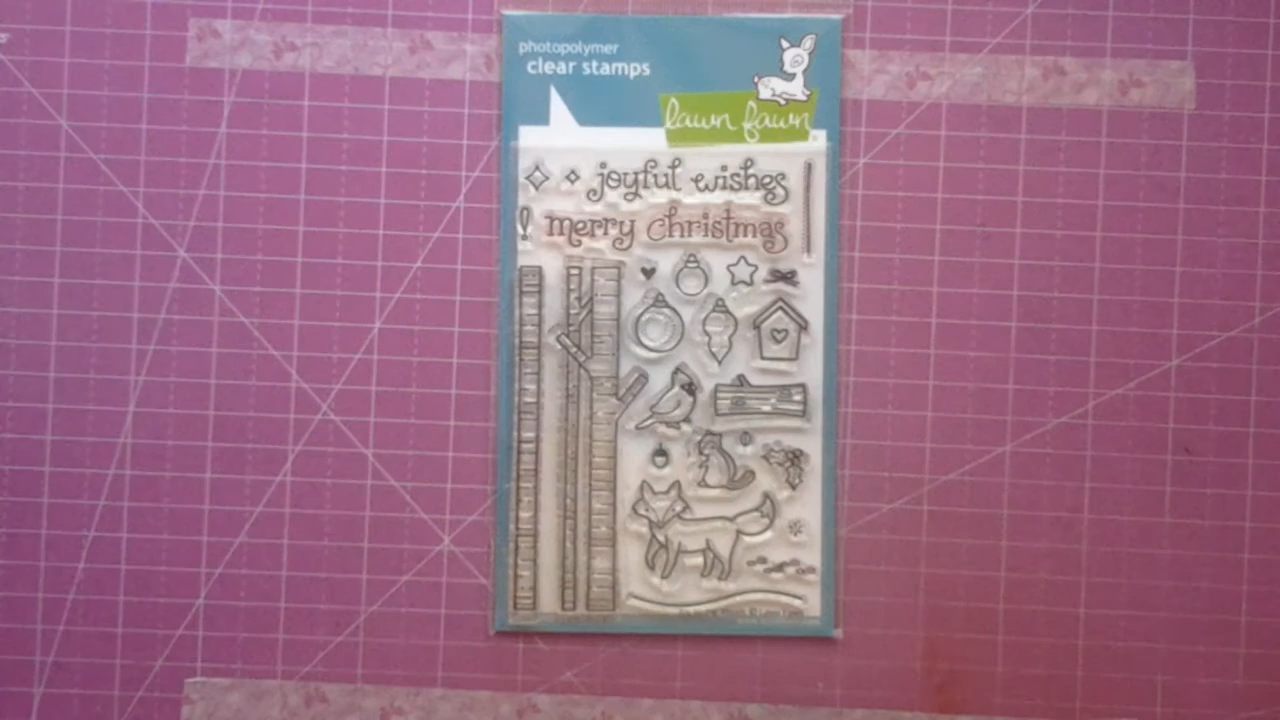 photopolymer
clear stamps
lawn fawn
joyful wishes
merry christmas